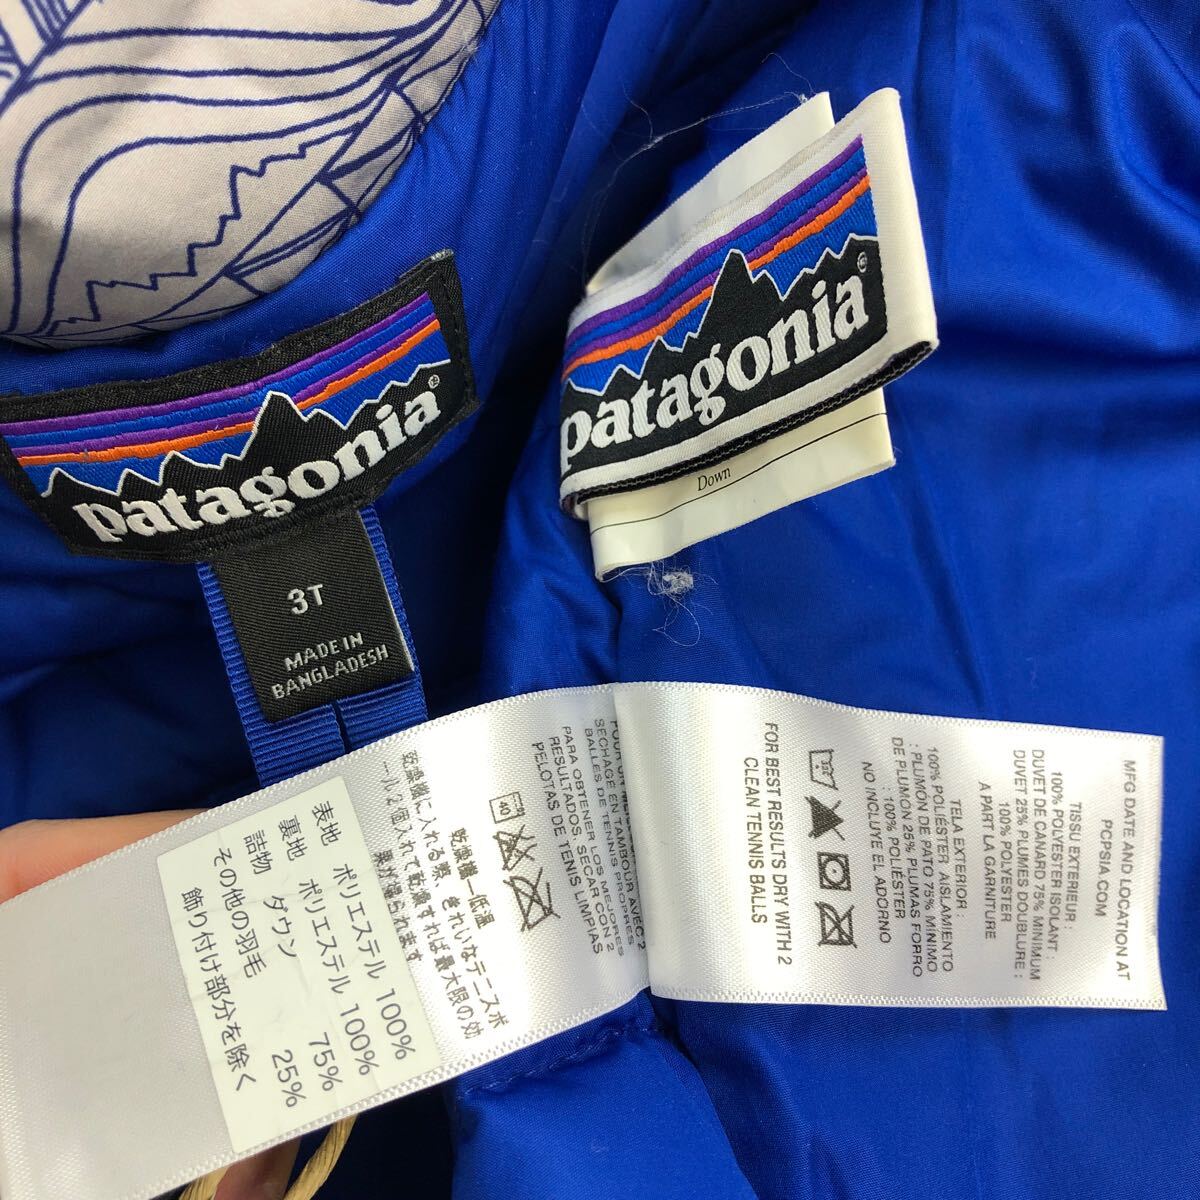 patagonia®
3T
MADE IN
BANGLADESH
patagonia®
Down
MFG DATE AND LOCATION AT
PCPSIA.COM
TISSU EXTERIEUR :
100% POLYESTER ISOLANT :
DUVET DE CANARD 75% MINIMUM
DUVET 25% PLUMES DOUBLURE :
100% POLYESTER
A PART LA GARNITURE
TELA EXTERIOR :
100% POLIÉSTER AISLAMIENTO
: PLUMON DE PATO 75% MÍNIMO
DE PLUMÓN 25% PLUMAS FORRO
: 100% POLIÉSTER
NO INCLUYE EL ADORNO
FOR BEST RESULTS DRY WITH 2
CLEAN TENNIS BALLS
SECHAGÉ EN TAMBOUR AVEC 2
BALLES DE TENNIS PROPRES
PARA OBTENER LOS MEJORES
RESULTADOS, SECAR CON 2
PELOTAS DE TENIS LIMPIAS
40
乾燥機―低温
乾燥機に入れる際、きれいなテニスボ
ール2個入れて乾燥すれば最大限の効
果が得られます
表地 ポリエステル 100%
裏地 ポリエステル 100%
詰物 ダウン 75%
その他の羽毛 25%
飾り付け部分を除く